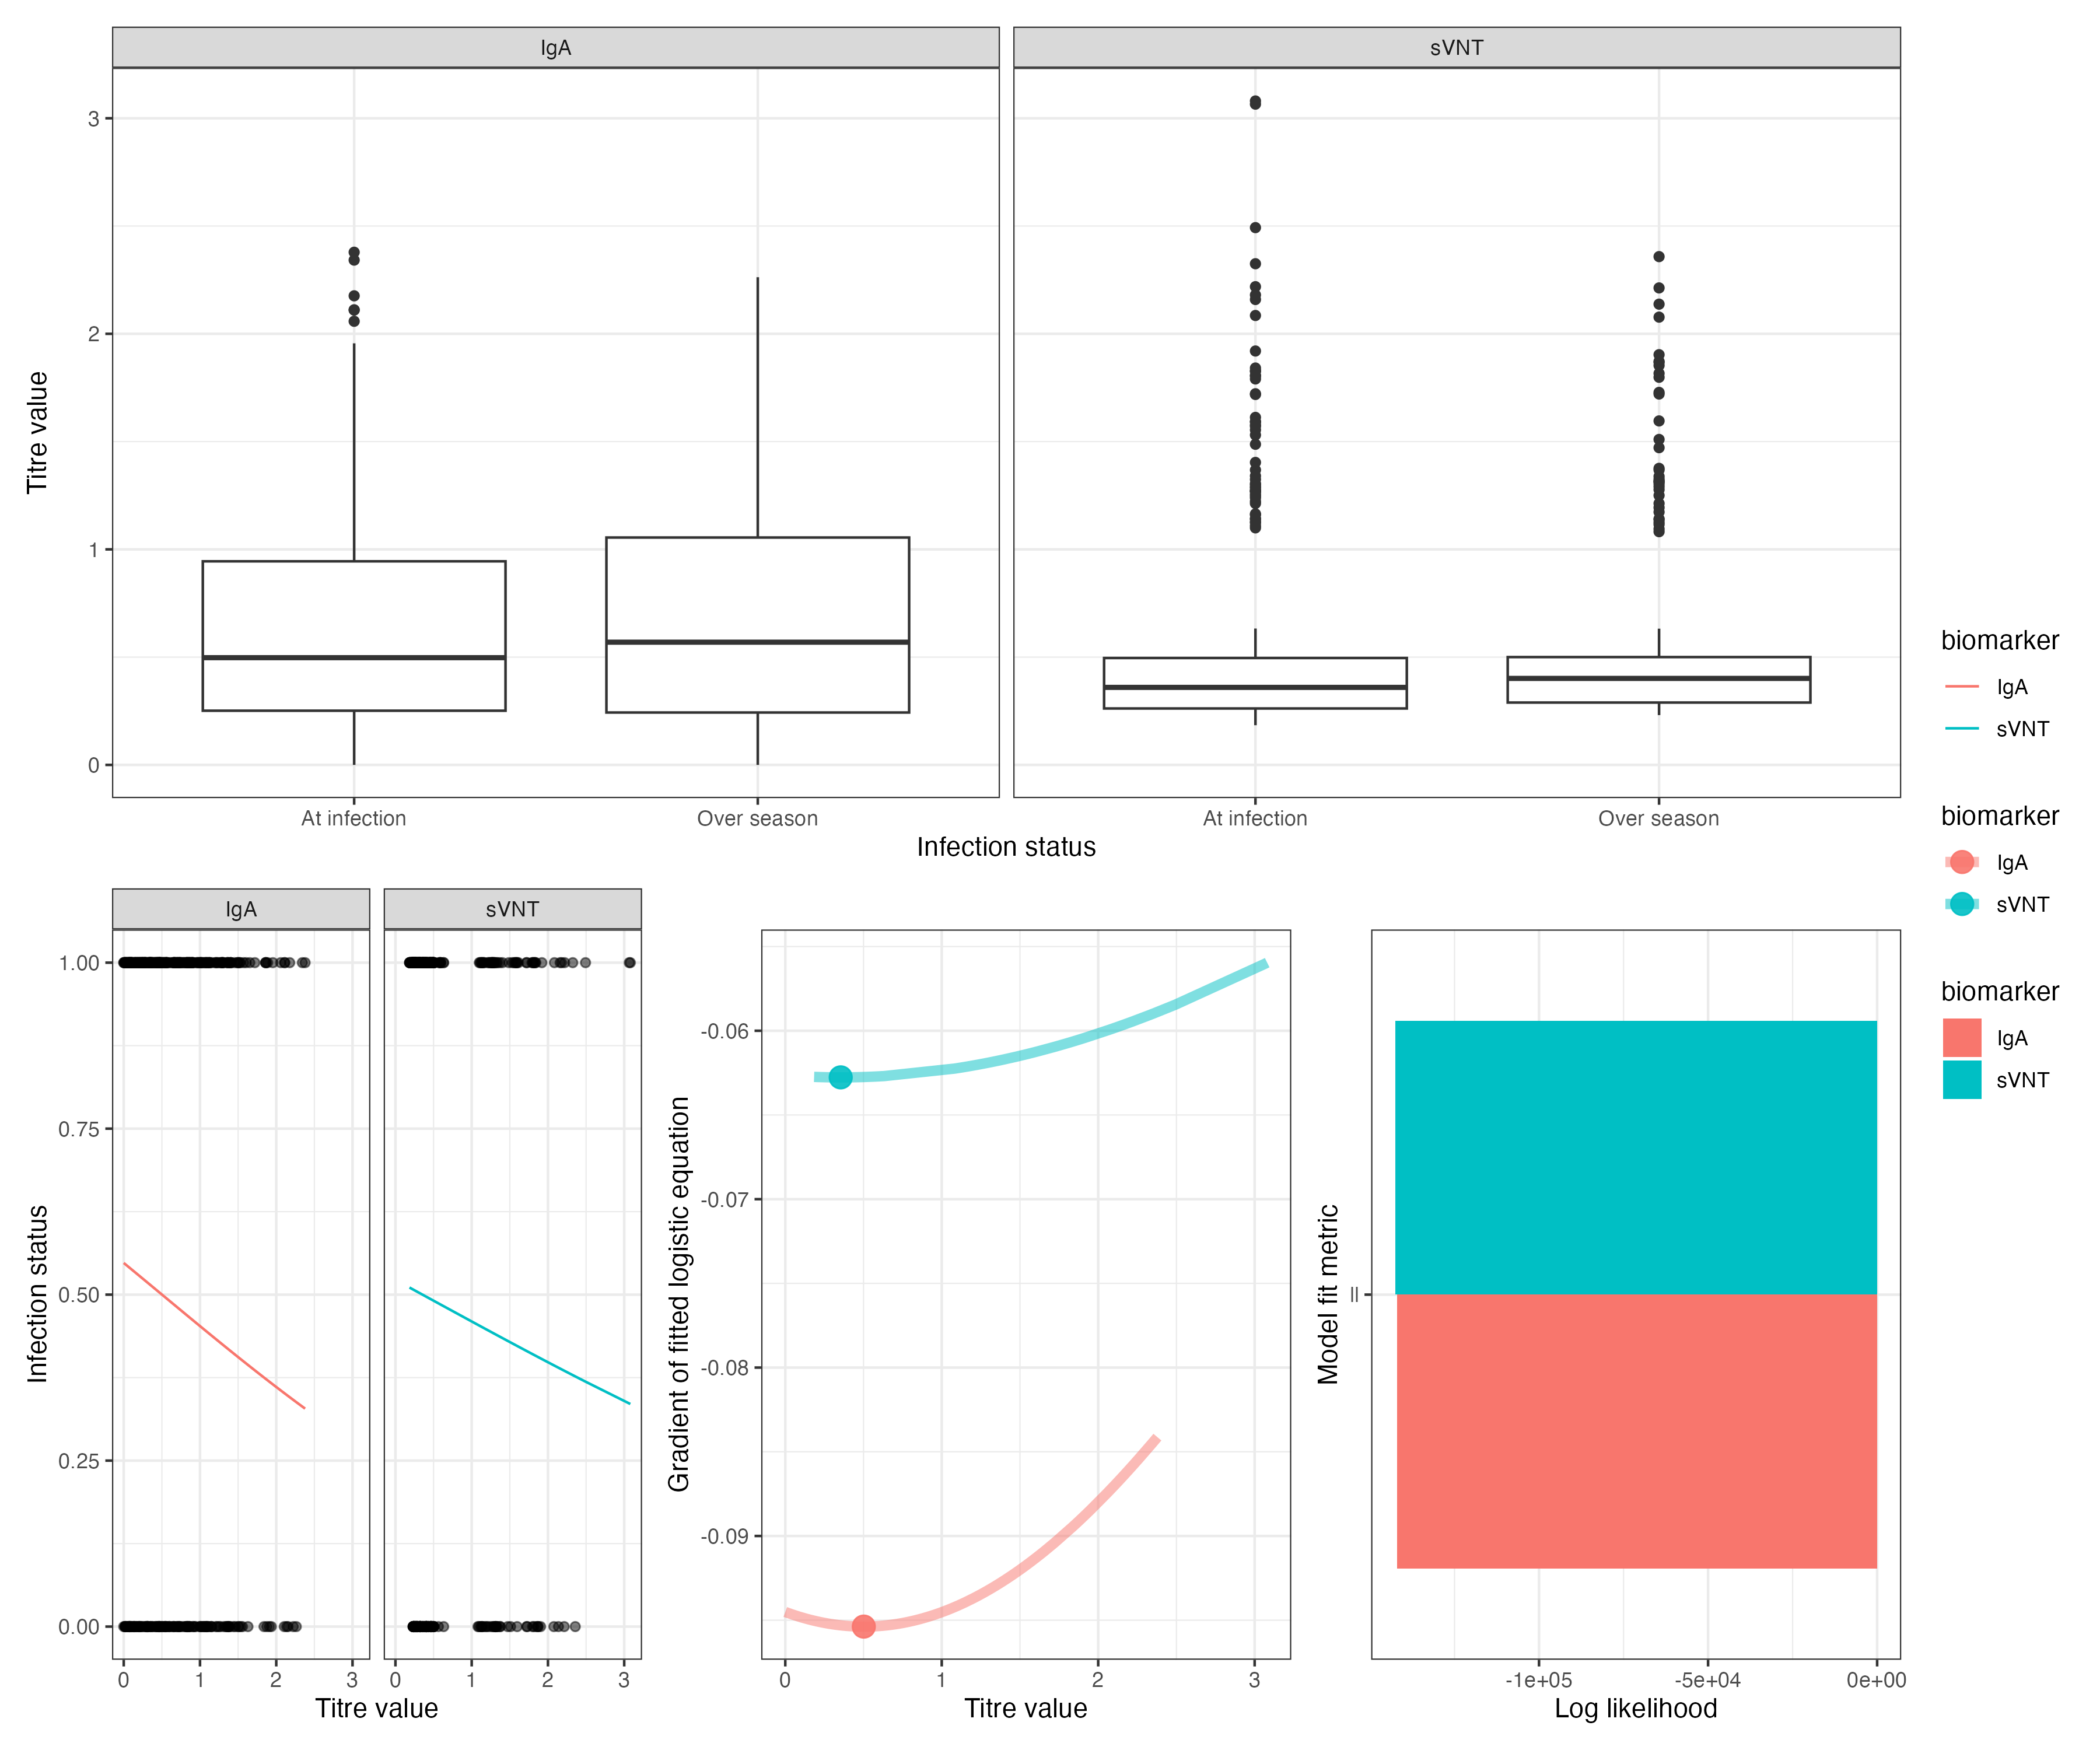 IgA
sVNT
Titre value
3
2
1
0
At infection
Over season
At infection
Over season
Infection status
IgA
sVNT
Infection status
1.00
0.75
0.50
0.25
0.00
0 1 2 3
0 1 2 3
Titre value
Gradient of fitted logistic equation
-0.06
-0.07
-0.08
-0.09
0 1 2 3
Titre value
Model fit metric
ll
-1e+05 -5e+04 0e+00
Log likelihood
biomarker
IgA
sVNT
biomarker
IgA
sVNT
biomarker
IgA
sVNT